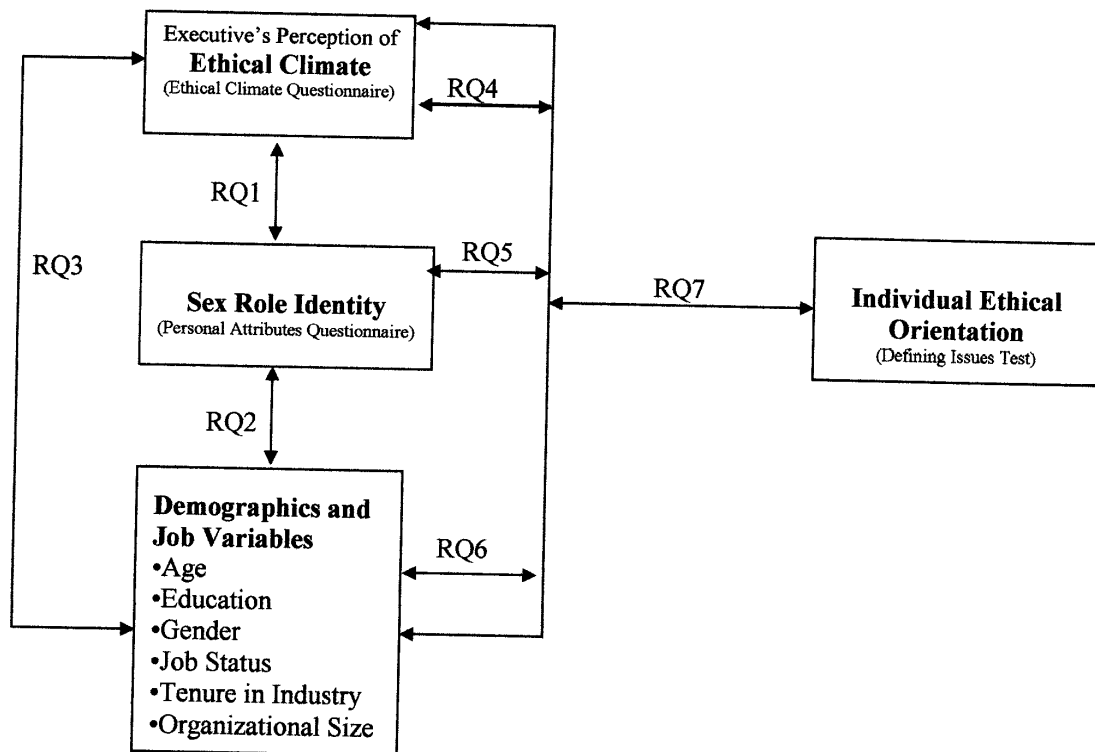 Executive's Perception of
Ethical Climate
(Ethical Climate Questionnaire)
RQ4
RQ1
RQ3
RQ5
Sex Role Identity
(Personal Attributes Questionnaire)
RQ7
Individual Ethical
Orientation
(Defining Issues Test)
RQ2
Demographics and
Job Variables
•Age
•Education
•Gender
•Job Status
•Tenure in Industry
•Organizational Size
RQ6